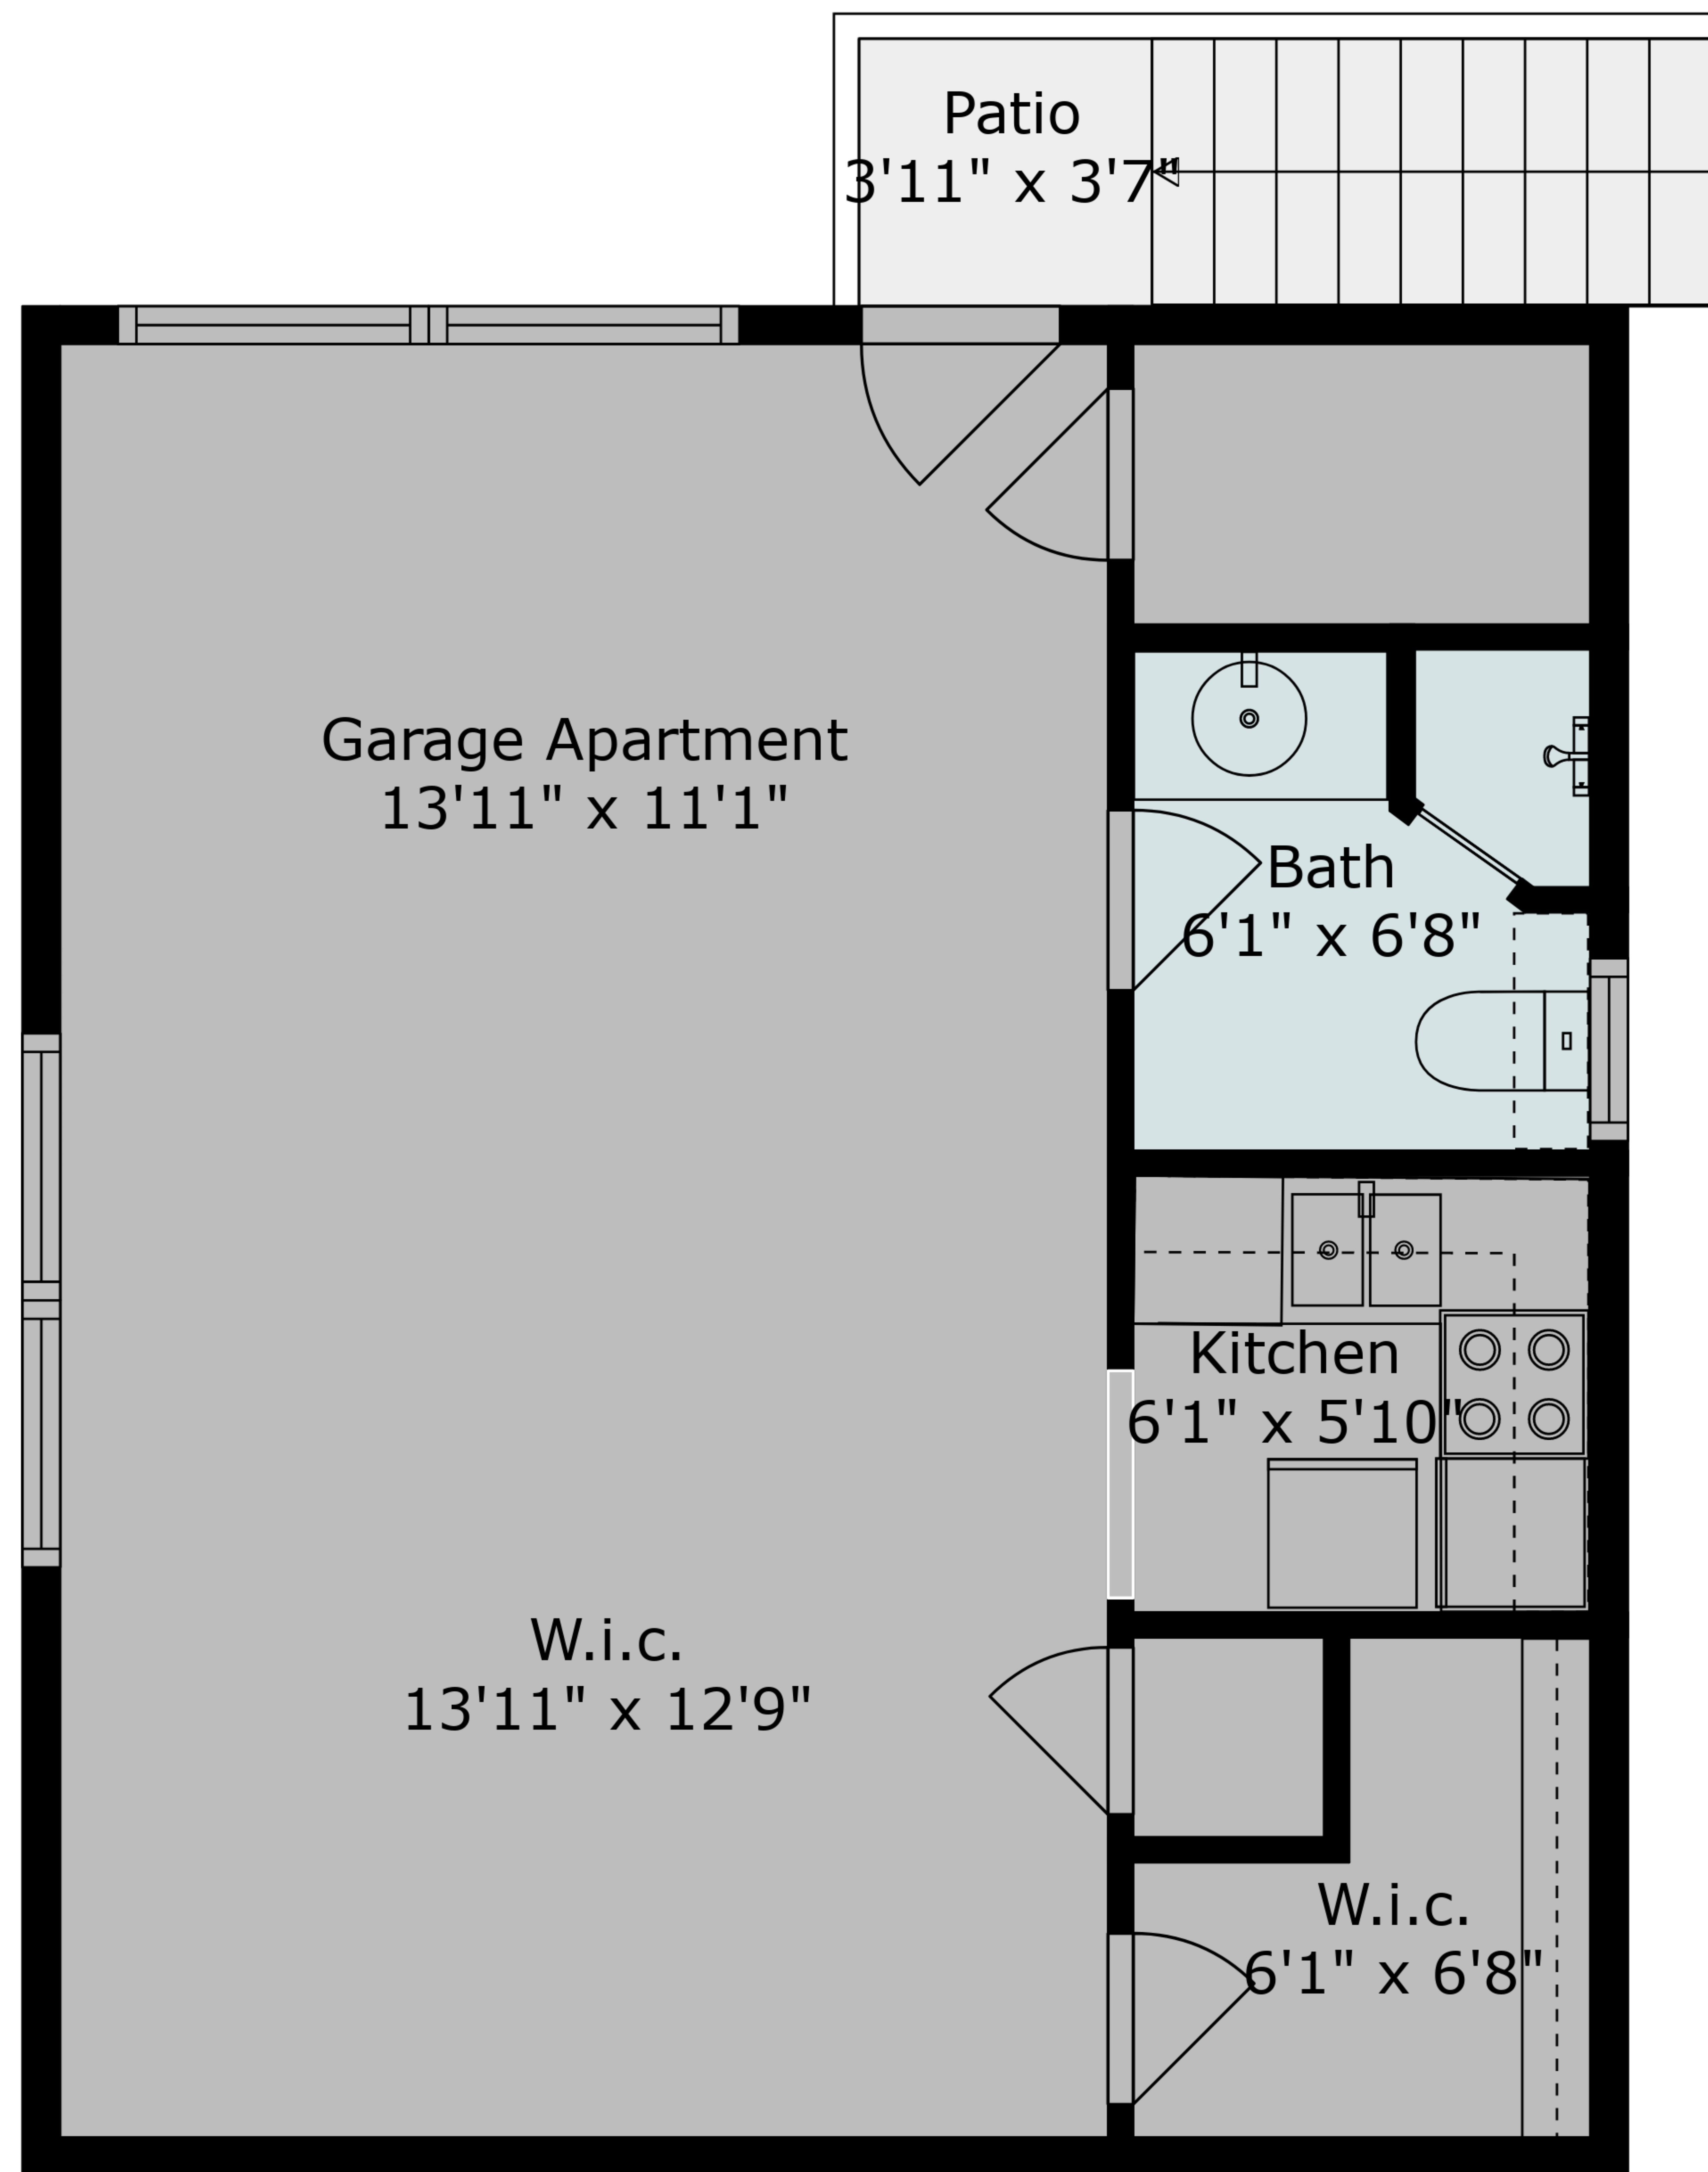 Patio
3'11" x 3'7"
Garage Apartment
13'11" x 11'1"
Bath
6'1" x 6'8"
Kitchen
6'1" x 5'10"
W.i.c.
13'11" x 12'9"
W.i.c.
6'1" x 6'8"